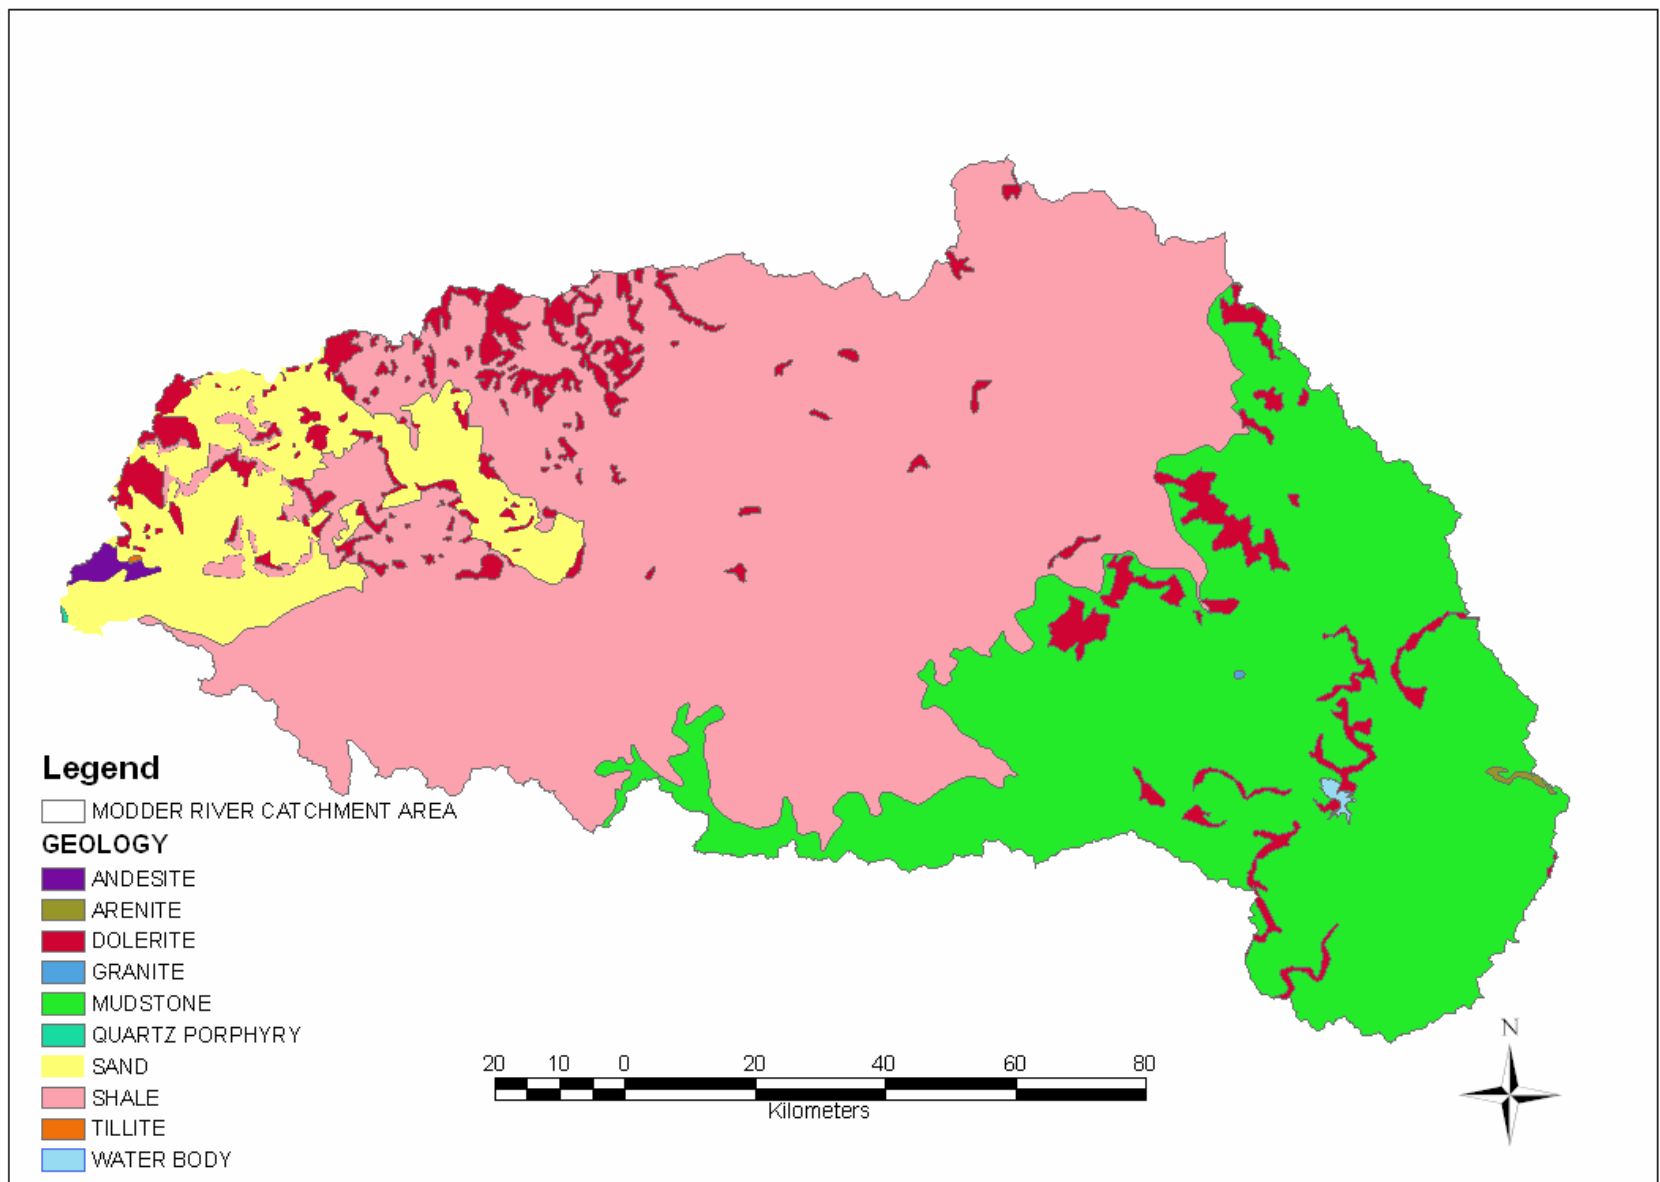 Legend
MODDER RIVER CATCHMENT AREA
GEOLOGY
ANDESITE
ARENITE
DOLERITE
GRANITE
MUDSTONE
QUARTZ PORPHYRY
SAND
SHALE
TILLITE
WATER BODY
20 10 0 20 40 60 80
Kilometers
N